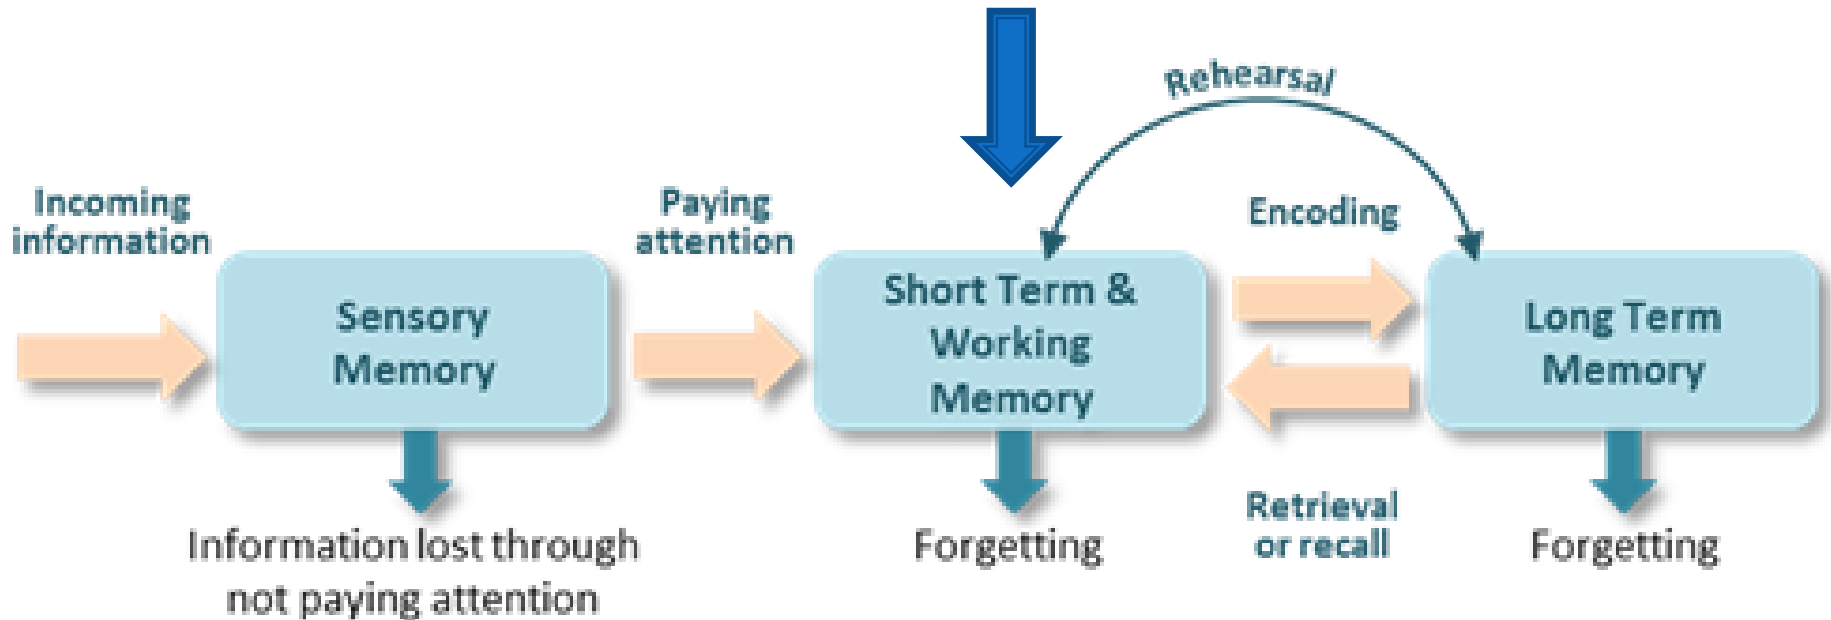 Rehearsal
Incoming
information
Paying
attention
Encoding
Sensory
Memory
Short Term &
Working
Memory
Long Term
Memory
Retrieval
or recall
Information lost through
not paying attention
Forgetting
Forgetting